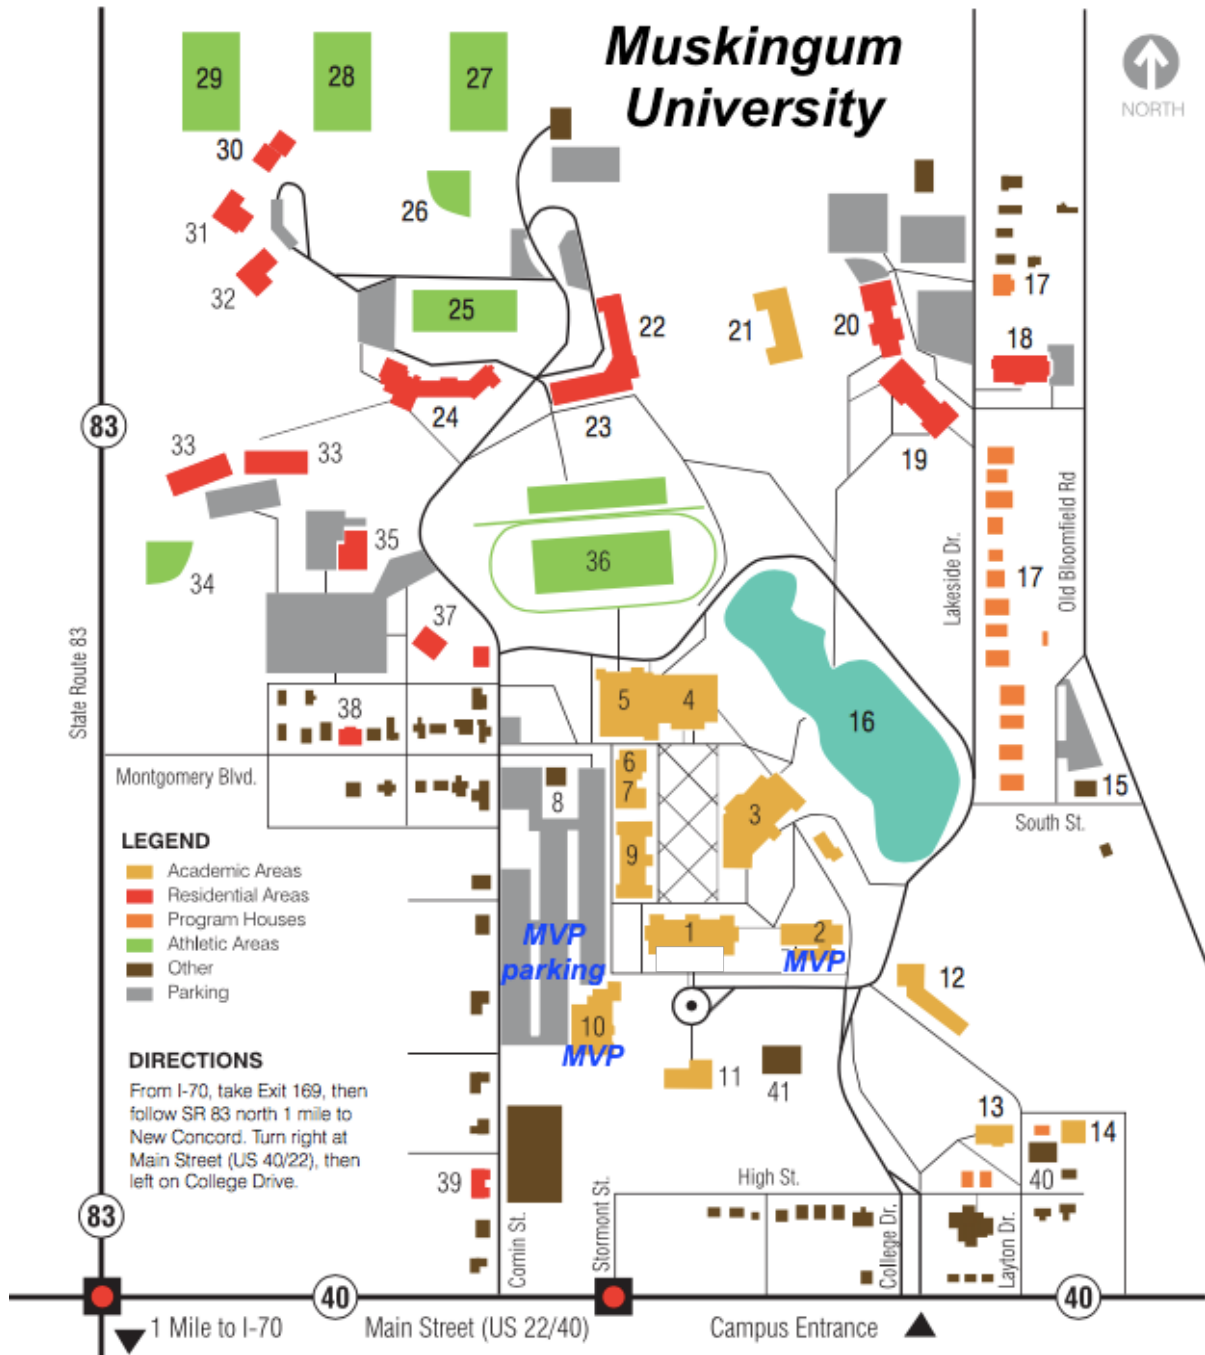 Muskingum
University
NORTH
29
28
27
30
26
31
32
25
22
21
20
17
18
24
23
19
83
33
33
35
34
36
37
17
Lakeside Dr.
Old Bloomfield Rd
State Route 83
38
5
4
16
Montgomery Blvd.
6
7
8
3
15
South St.
9
LEGEND
Academic Areas
Residential Areas
Program Houses
Athletic Areas
Other
Parking
MVP
parking
1
2
MVP
12
10
MVP
11
41
DIRECTIONS
From I-70, take Exit 169, then
follow SR 83 north 1 mile to
New Concord. Turn right at
Main Street (US 40/22), then
left on College Drive.
13
14
40
39
High St.
83
Comin St.
Stormont St.
College Dr.
Layton Dr.
40
40
1 Mile to I-70
Main Street (US 22/40)
Campus Entrance